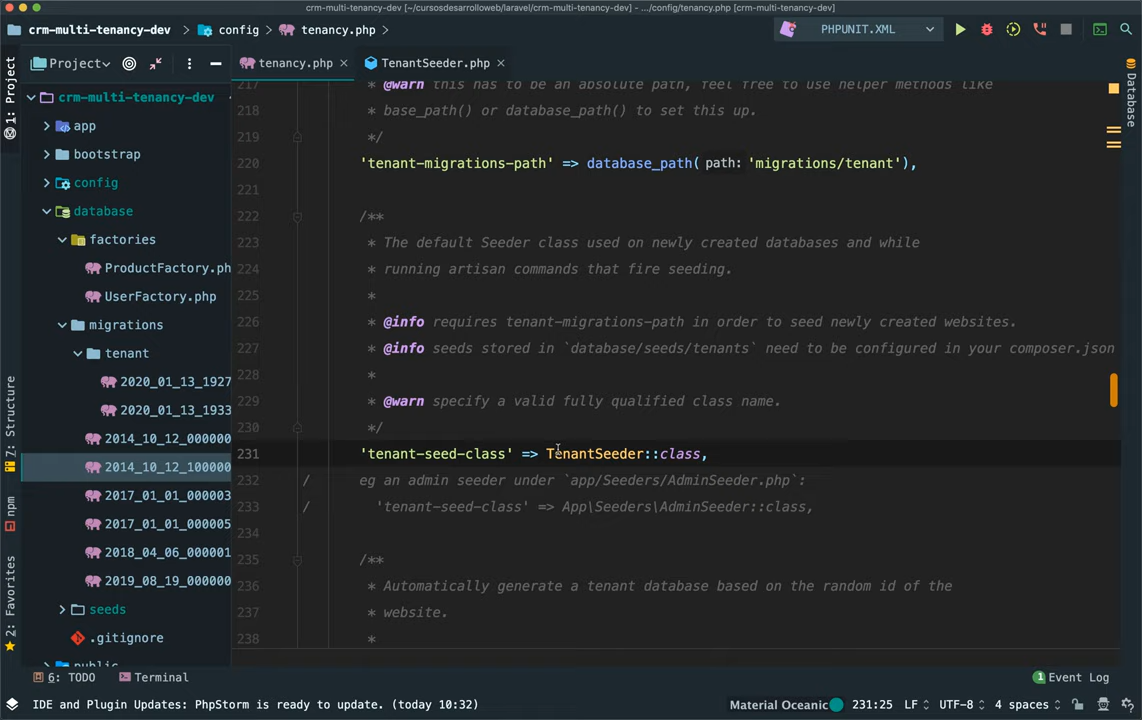 crm-multi-tenancy-dev [~/cursosdesarrolloweb/laravel/crm-multi-tenancy-dev] - .../config/tenancy.php [crm-multi-tenancy-dev]
crm-multi-tenancy-dev config tenancy.php PHPUNIT.XML
Project tenancy.php TenantSeeder.php
1: Project
7: Structure
npm
2: Favorites
Database
crm-multi-tenancy-dev
app
bootstrap
config
database
factories
ProductFactory.ph
UserFactory.php
migrations
tenant
2020_01_13_1927
2020_01_13_1933
2014_10_12_000000
2014_10_12_100000
2017_01_01_000003
2017_01_01_000005
2018_04_06_000001
2019_08_19_000000
seeds
.gitignore
public
217 * @warn this has to be an absolute path, feel free to use helper methods like
218 * base_path() or database_path() to set this up.
219 */
220 'tenant-migrations-path' => database_path( path: 'migrations/tenant'),
221
222 /**
223 * The default Seeder class used on newly created databases and while
224 * running artisan commands that fire seeding.
225 *
226 * @info requires tenant-migrations-path in order to seed newly created websites.
227 * @info seeds stored in `database/seeds/tenants` need to be configured in your composer.json
228 *
229 * @warn specify a valid fully qualified class name.
230 */
231 'tenant-seed-class' => TenantSeeder::class,
232 / eg an admin seeder under `app/Seeders/AdminSeeder.php`:
233 / 'tenant-seed-class' => App\Seeders\AdminSeeder::class,
234
235 /**
236 * Automatically generate a tenant database based on the random id of the
237 * website.
238 *
6: TODO Terminal 1 Event Log
IDE and Plugin Updates: PhpStorm is ready to update. (today 10:32) Material Oceanic 231:25 LF UTF-8 4 spaces